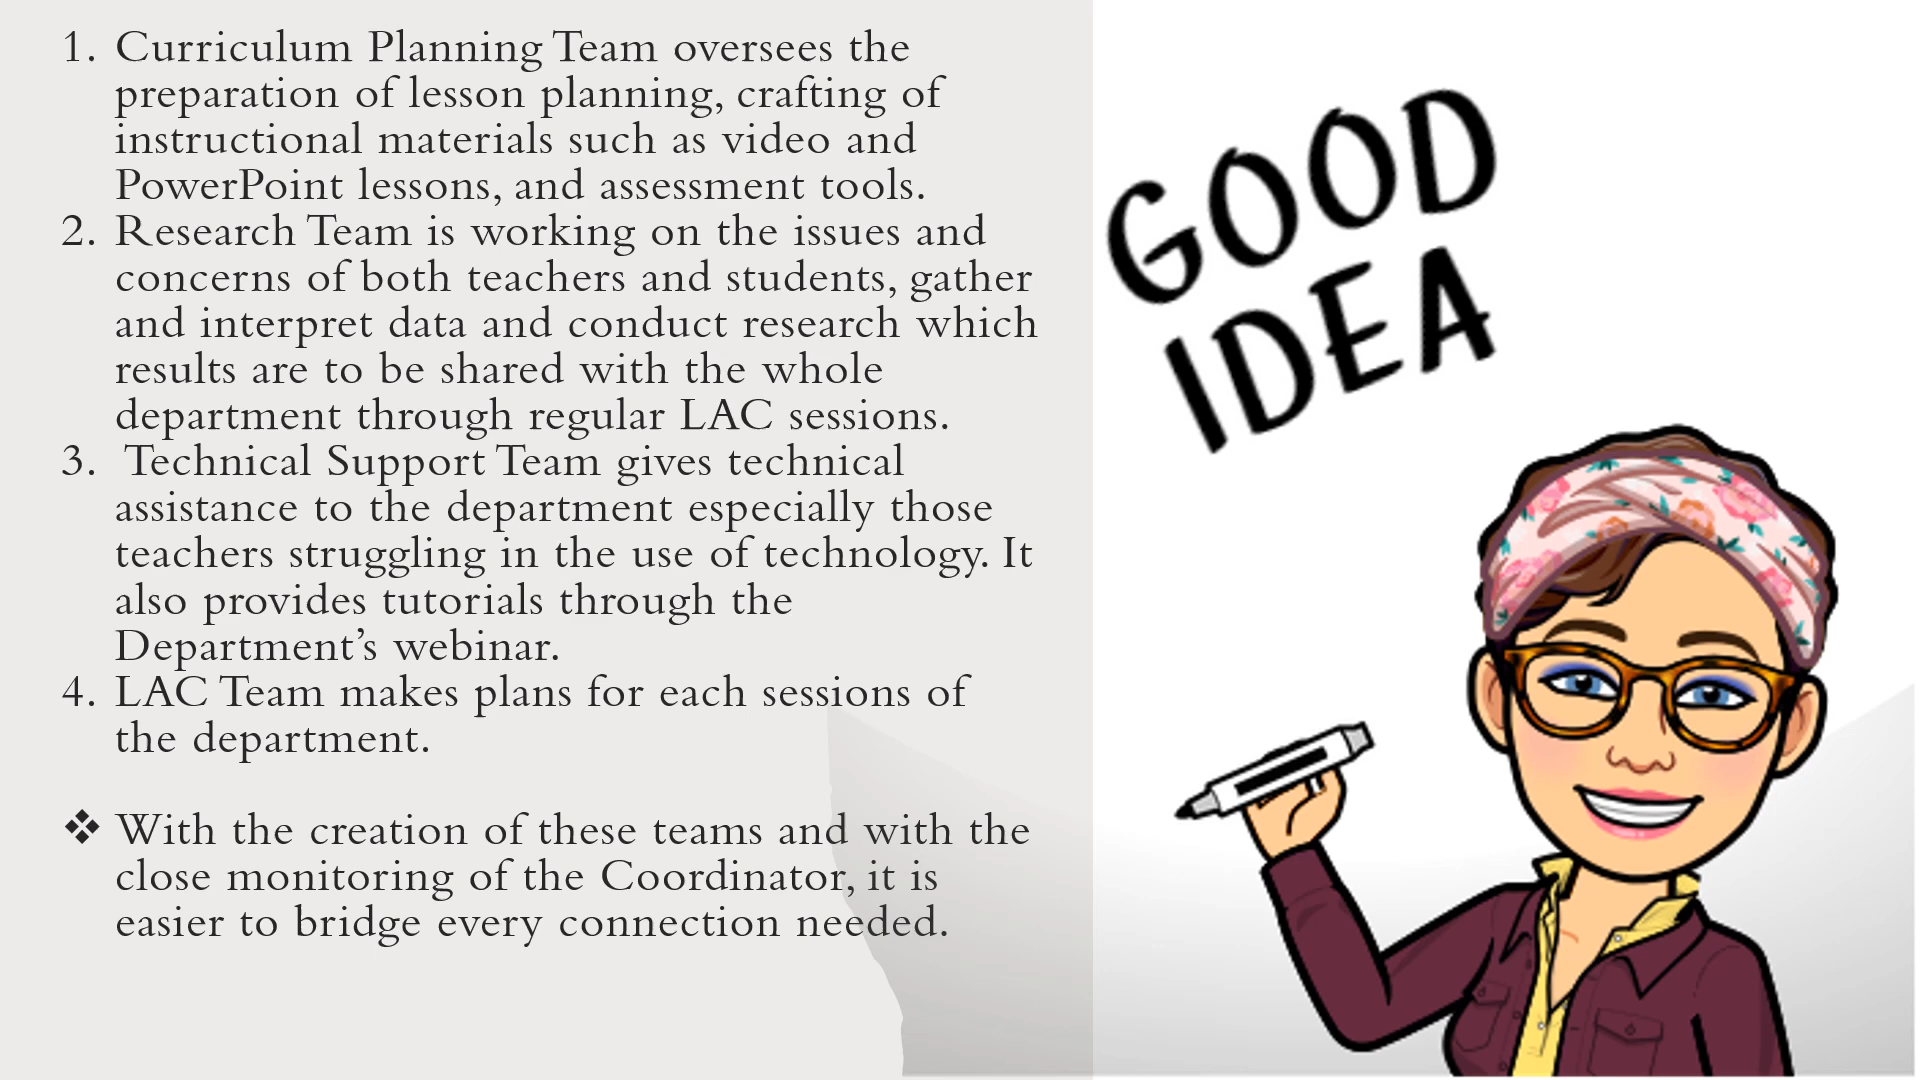 1. Curriculum Planning Team oversees the
preparation of lesson planning, crafting of
instructional materials such as video and
PowerPoint lessons, and assessment tools.
2. Research Team is working on the issues and
concerns of both teachers and students, gather
and interpret data and conduct research which
results are to be shared with the whole
department through regular LAC sessions.
3. Technical Support Team gives technical
assistance to the department especially those
teachers struggling in the use of technology. It
also provides tutorials through the
Department’s webinar.
4. LAC Team makes plans for each sessions of
the department.
❖ With the creation of these teams and with the
close monitoring of the Coordinator, it is
easier to bridge every connection needed.
GOOD
IDEA